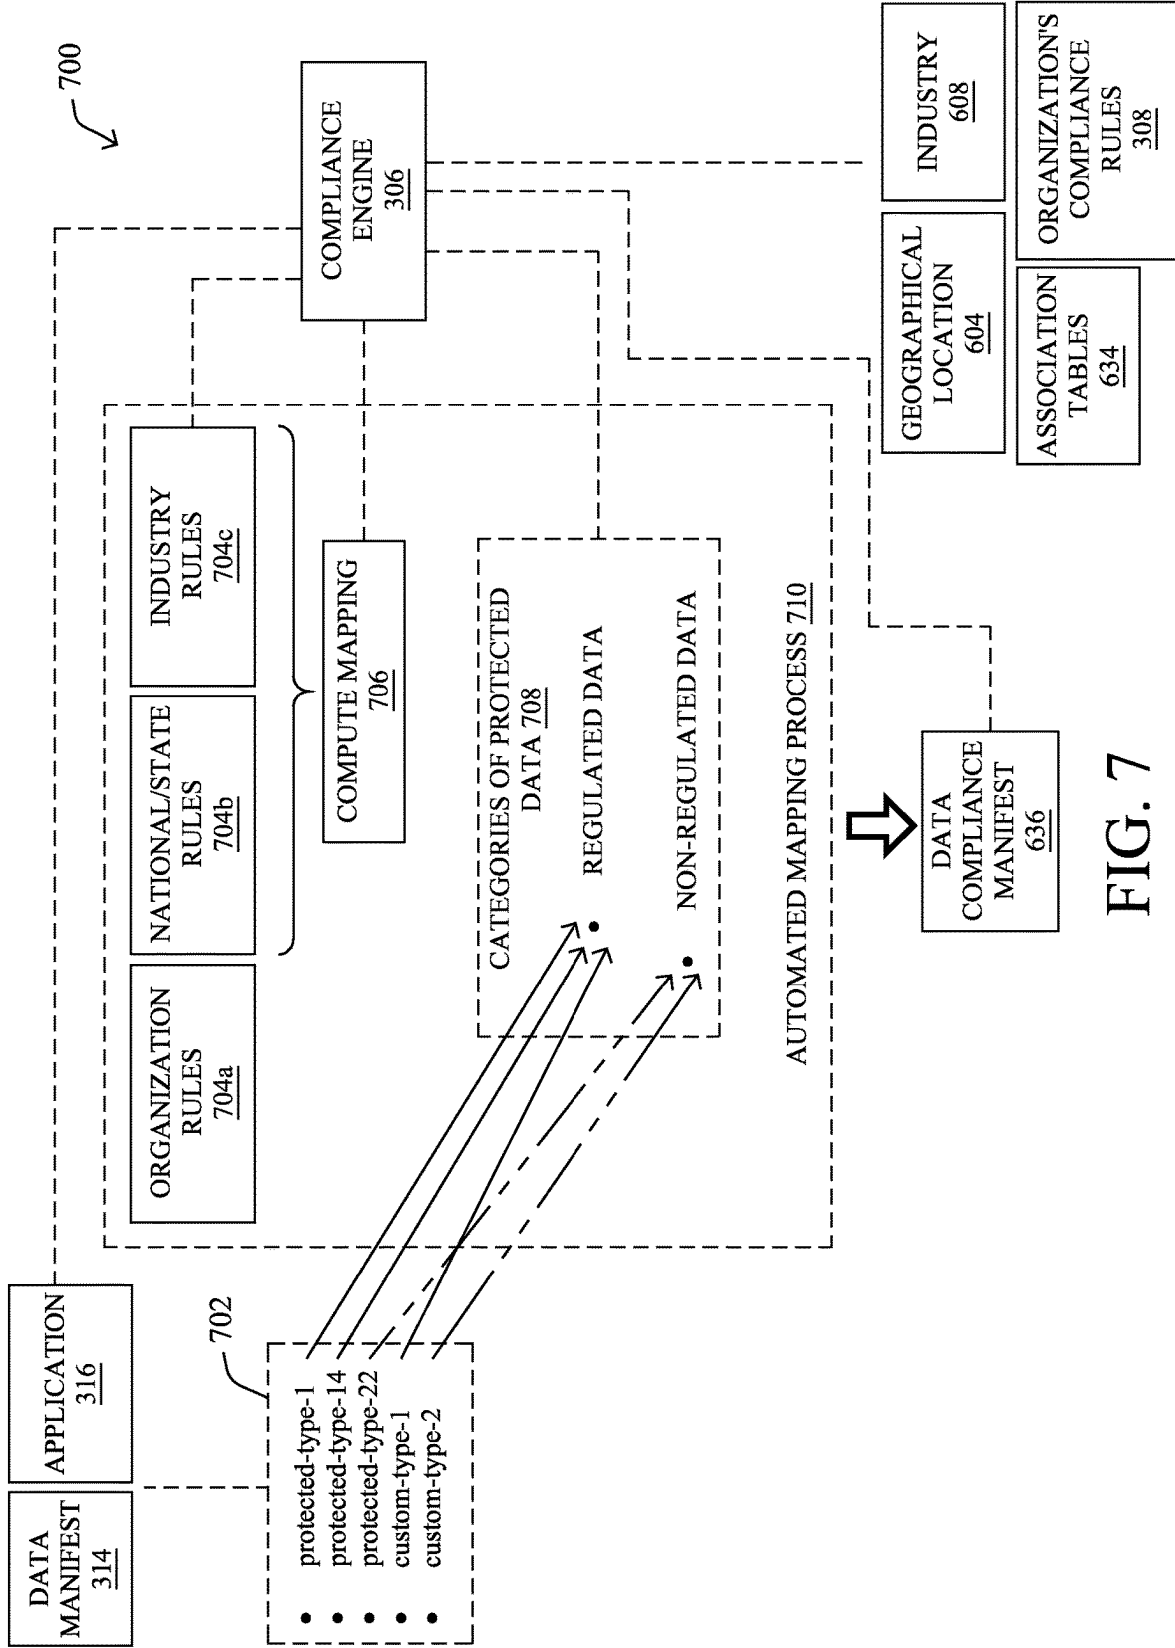 700
DATA
MANIFEST
314
APPLICATION
316
702
protected-type-1
protected-type-14
protected-type-22
custom-type-1
custom-type-2
ORGANIZATION
RULES
704a
NATIONAL/STATE
RULES
704b
INDUSTRY
RULES
704c
COMPLIANCE
ENGINE
306
COMPUTE MAPPING
706
CATEGORIES OF PROTECTED
DATA 708
REGULATED DATA
NON-REGULATED DATA
AUTOMATED MAPPING PROCESS 710
DATA
COMPLIANCE
MANIFEST
636
GEOGRAPHICAL
LOCATION
604
INDUSTRY
608
ASSOCIATION
TABLES
634
ORGANIZATION'S
COMPLIANCE
RULES
308
FIG. 7